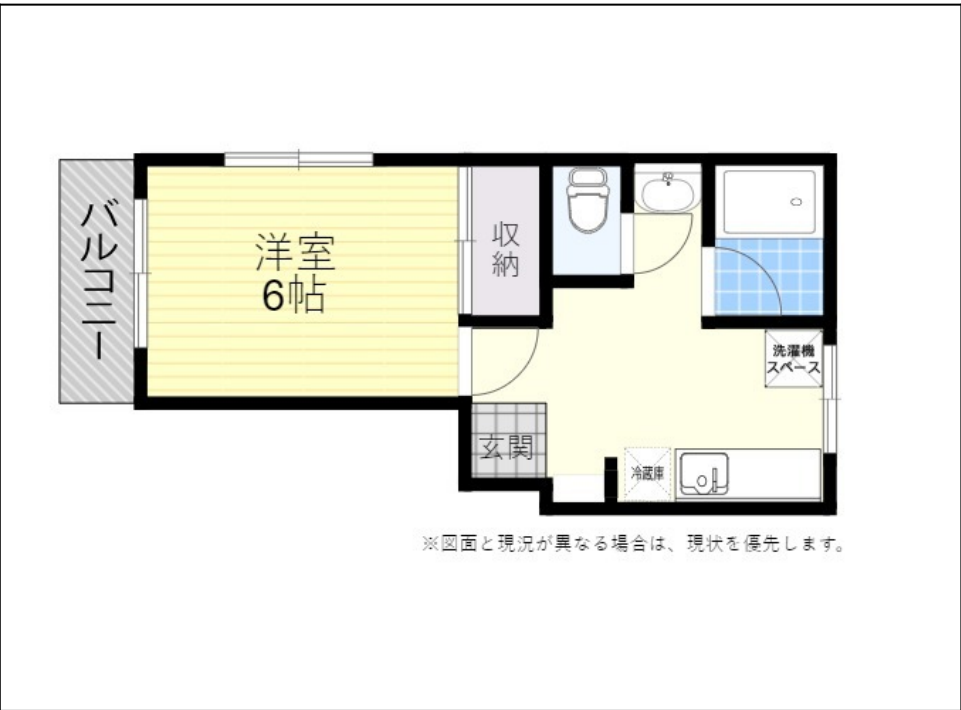 バルコニー
洋室
6帖
収
納
洗濯機
スペース
玄関
冷蔵庫
※図面と現況が異なる場合は、現状を優先します。